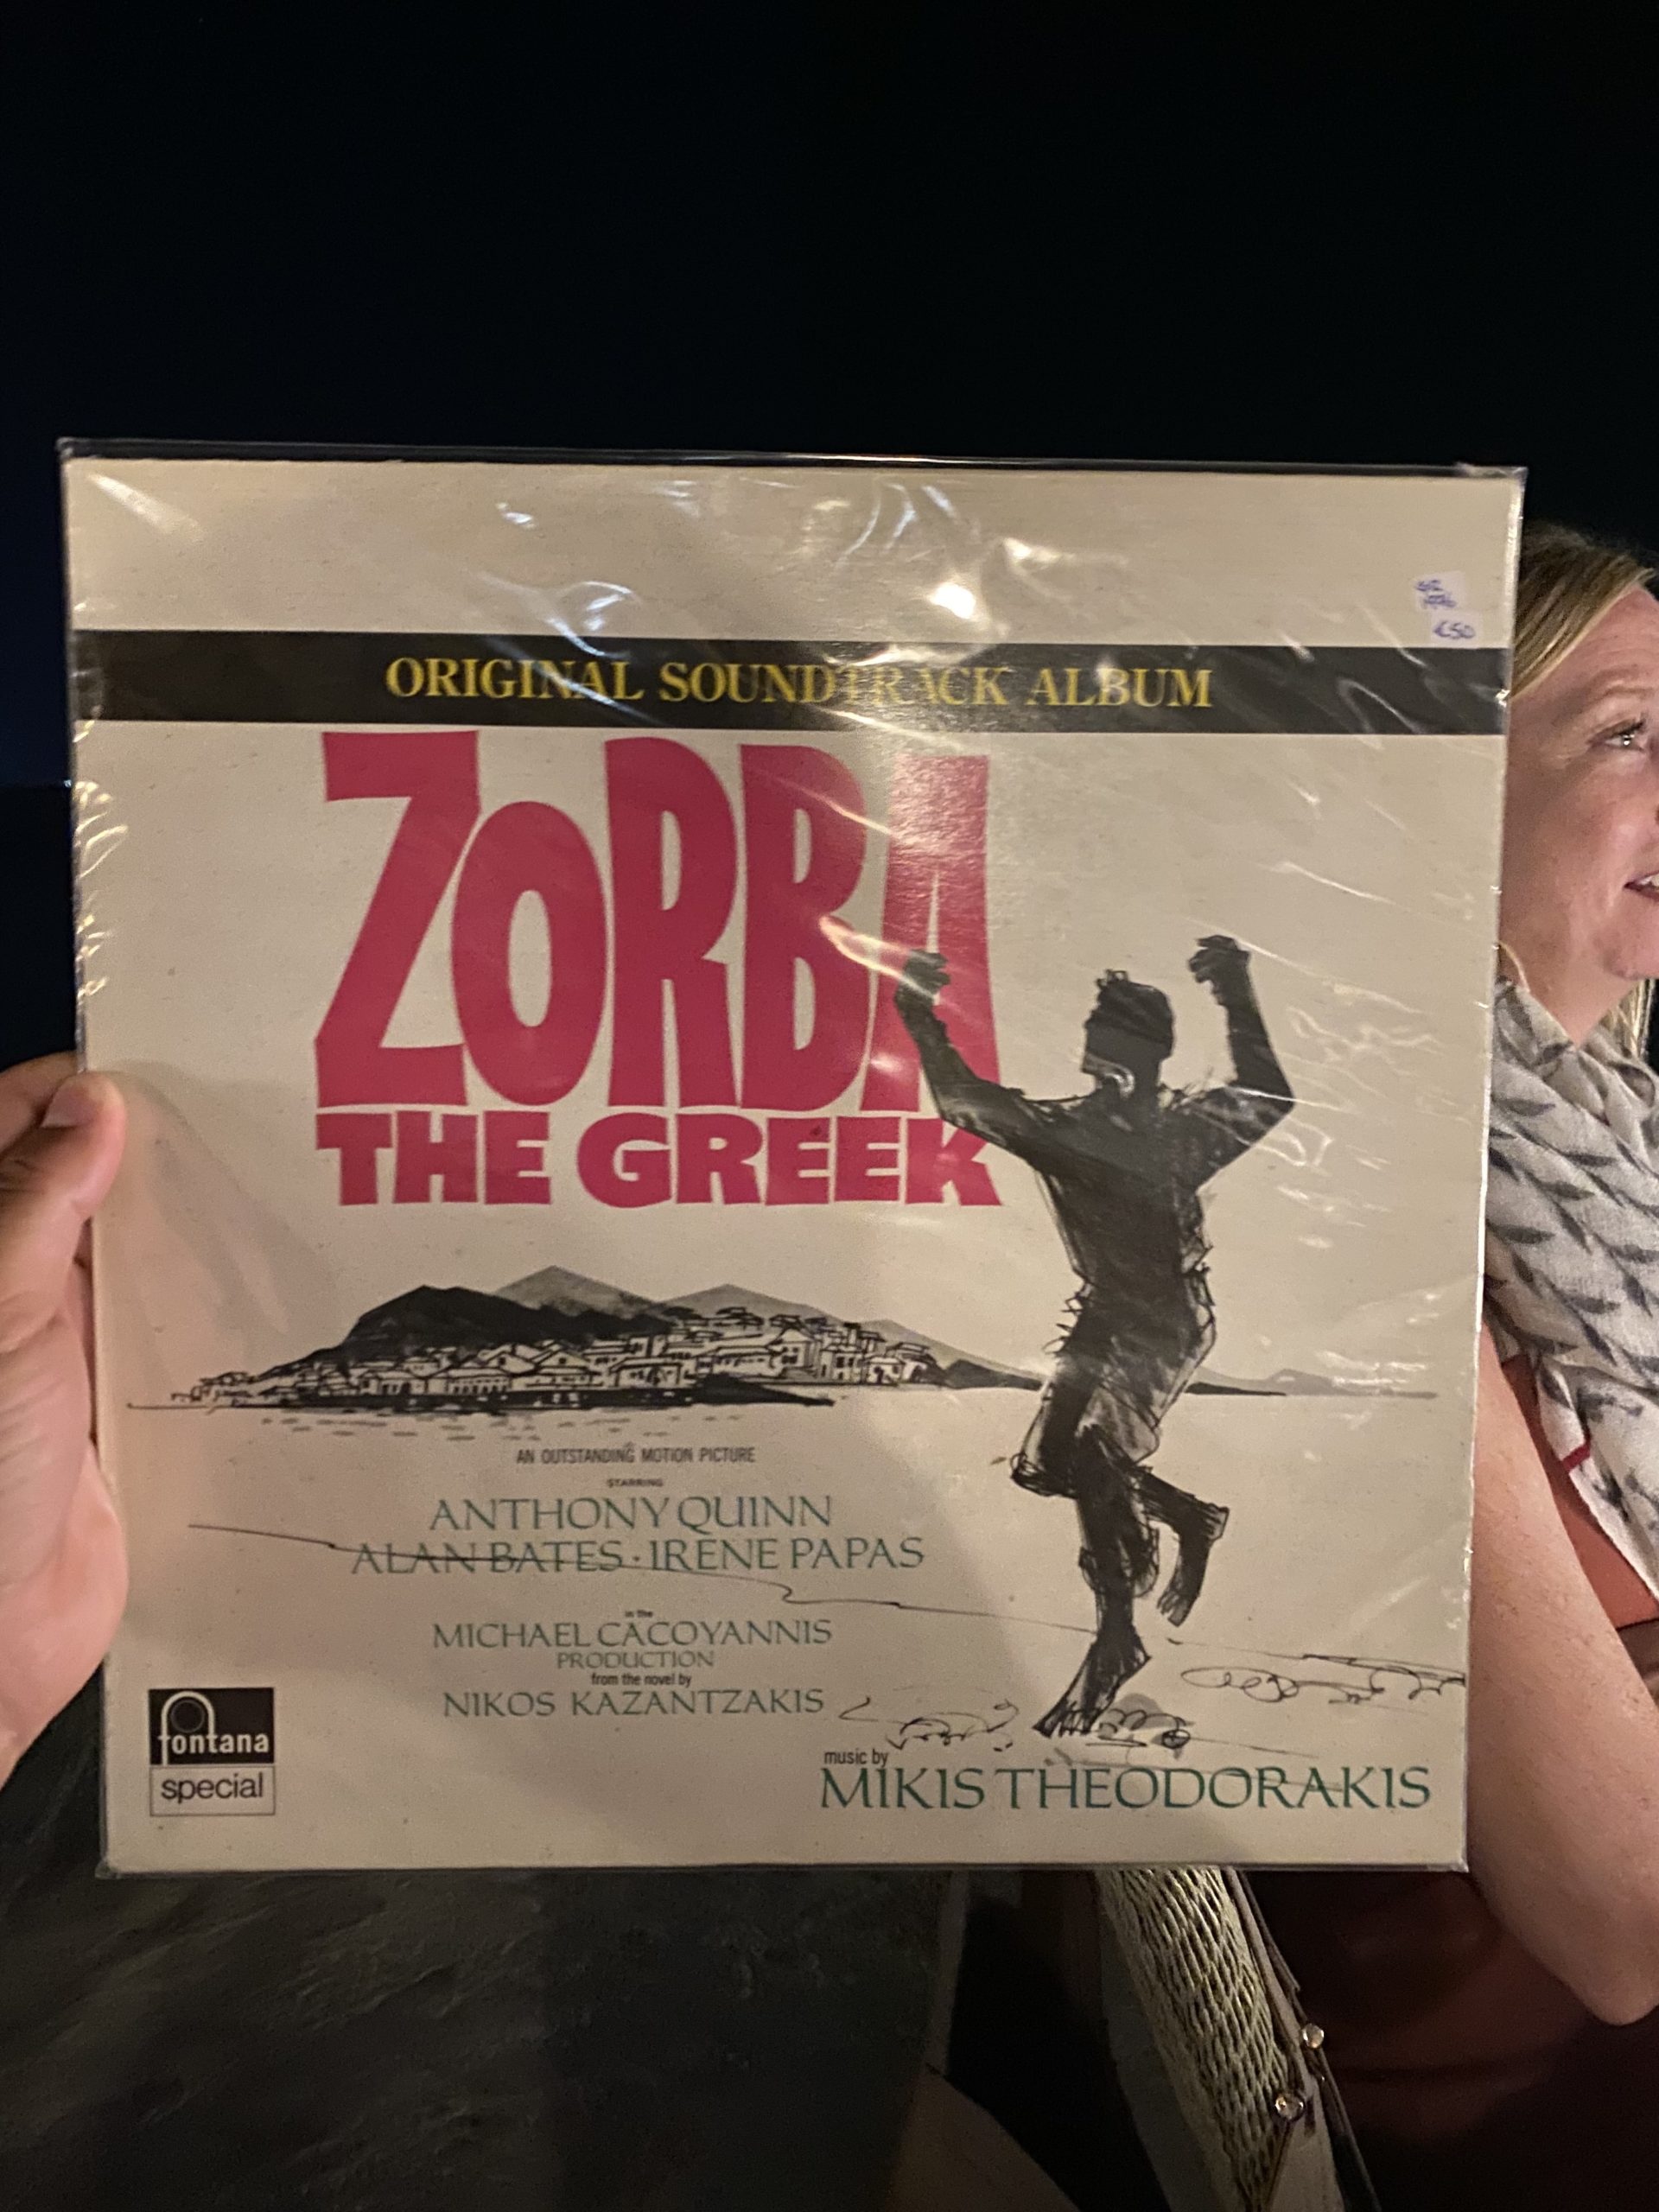 €50
ORIGINAL SOUNDTRACK ALBUM
ZORBA
THE GREEK
AN OUTSTANDING MOTION PICTURE
STARRING
ANTHONY QUINN
ALAN BATES · IRENE PAPAS
in the
MICHAEL CACOYANNIS
PRODUCTION
from the novel by
NIKOS KAZANTZAKIS
fontana
special
music by
MIKIS THEODORAKIS